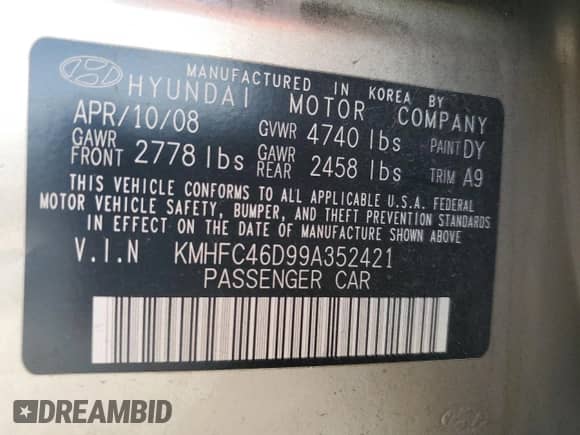 MANUFACTURED IN KOREA BY
HYUNDAI MOTOR COMPANY
APR/10/08 GVWR 4740 lbs PAINT DY
GAWR FRONT 2778 lbs GAWR REAR 2458 lbs TRIM A9
THIS VEHICLE CONFORMS TO ALL APPLICABLE U.S.A. FEDERAL
MOTOR VEHICLE SAFETY, BUMPER, AND THEFT PREVENTION STANDARDS
IN EFFECT ON THE DATE OF MANUFACTURE SHOWN ABOVE.
V.I.N KMHFC46D99A352421
PASSENGER CAR
DREAMBID